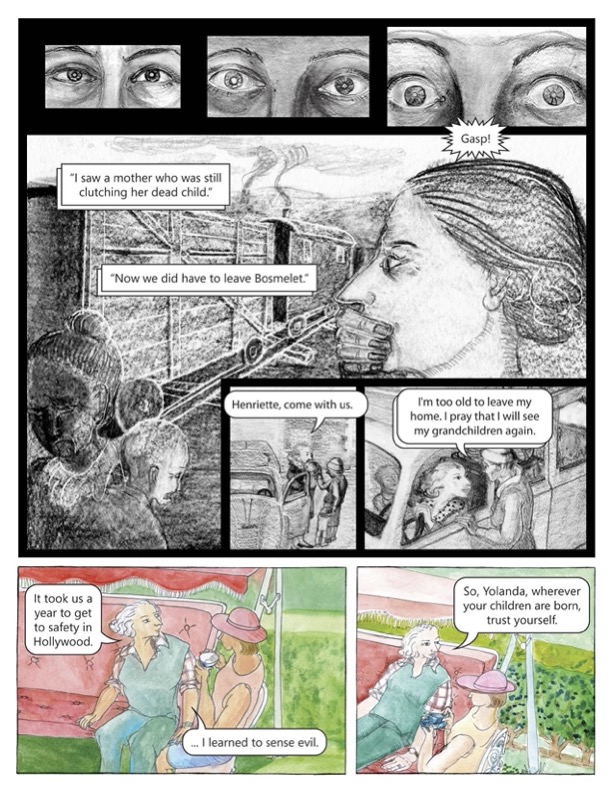 Gasp!
"I saw a mother who was still
clutching her dead child."
"Now we did have to leave Bosmelet."
Henriette, come with us.
I'm too old to leave my
home. I pray that I will see
my grandchildren again.
It took us a
year to get
to safety in
Hollywood.
... I learned to sense evil.
So, Yolanda, wherever
your children are born,
trust yourself.